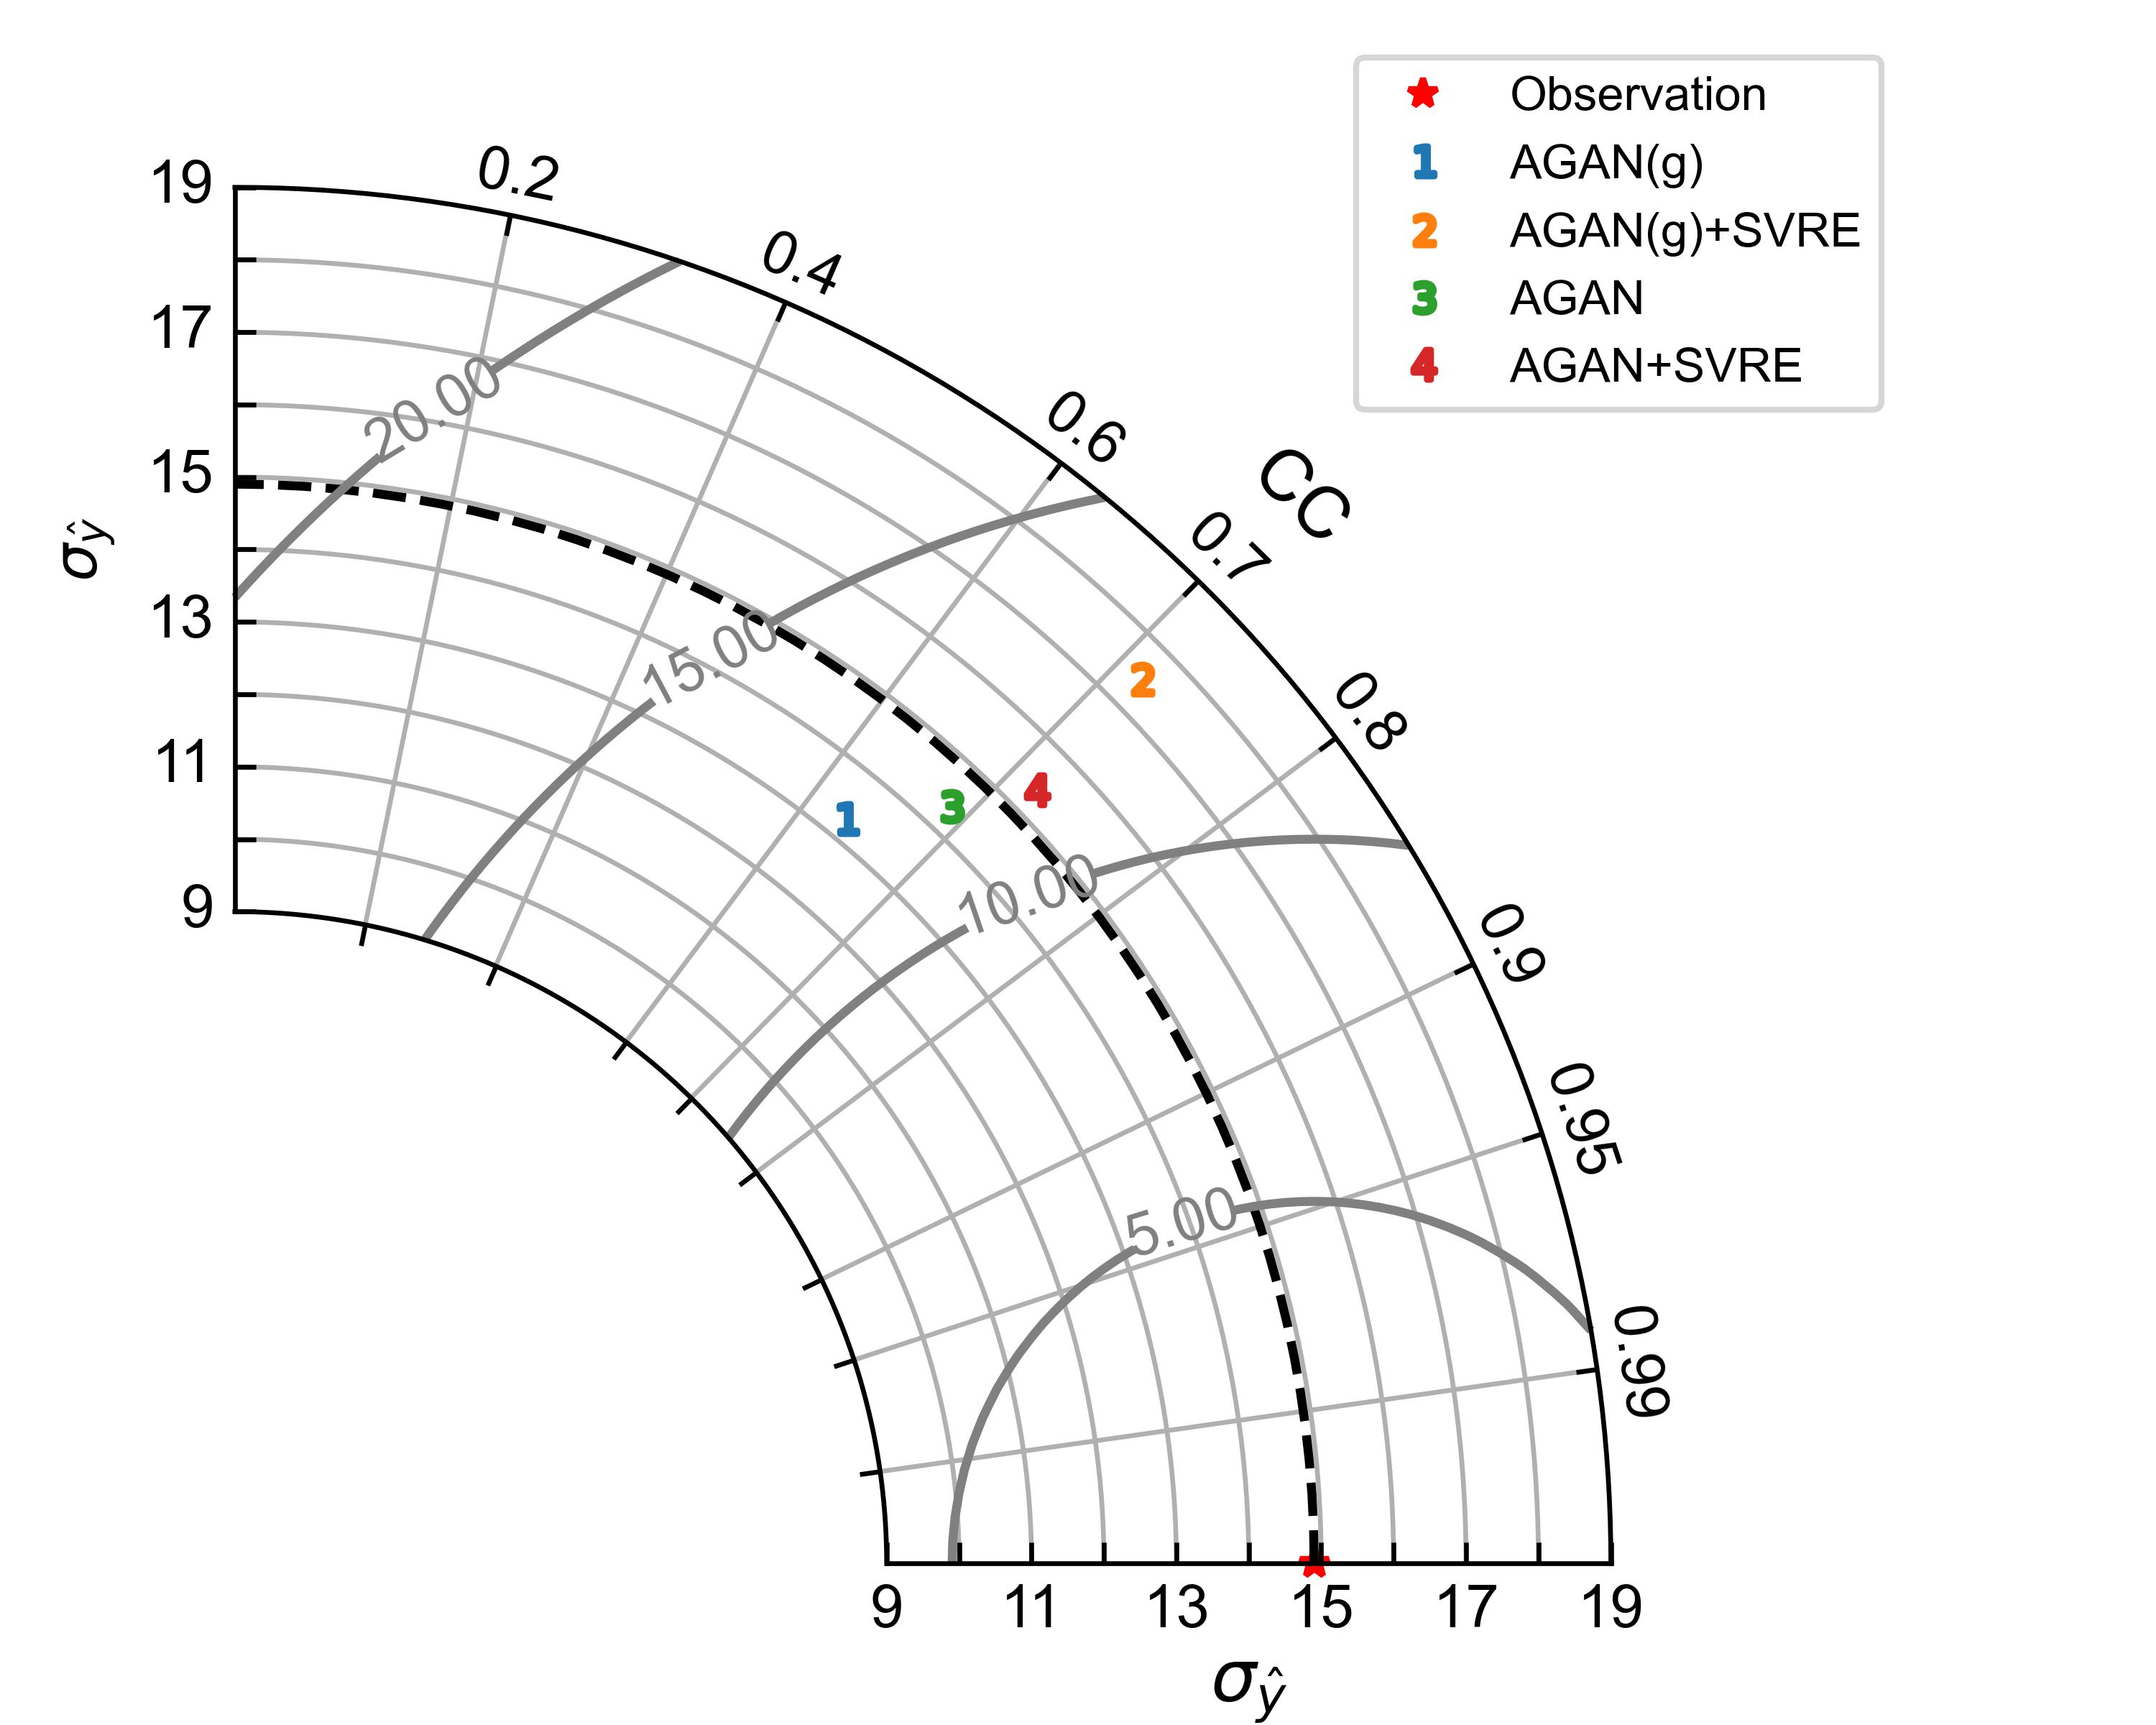 Observation
1 AGAN(g)
2 AGAN(g)+SVRE
3 AGAN
4 AGAN+SVRE
0.2
0.4
0.6
0.7
0.8
0.9
0.95
0.99
CC
19
17
15
13
11
9
σŷ
20.00
15.00
10.00
5.00
1
2
3
4
9 11 13 15 17 19
σŷ